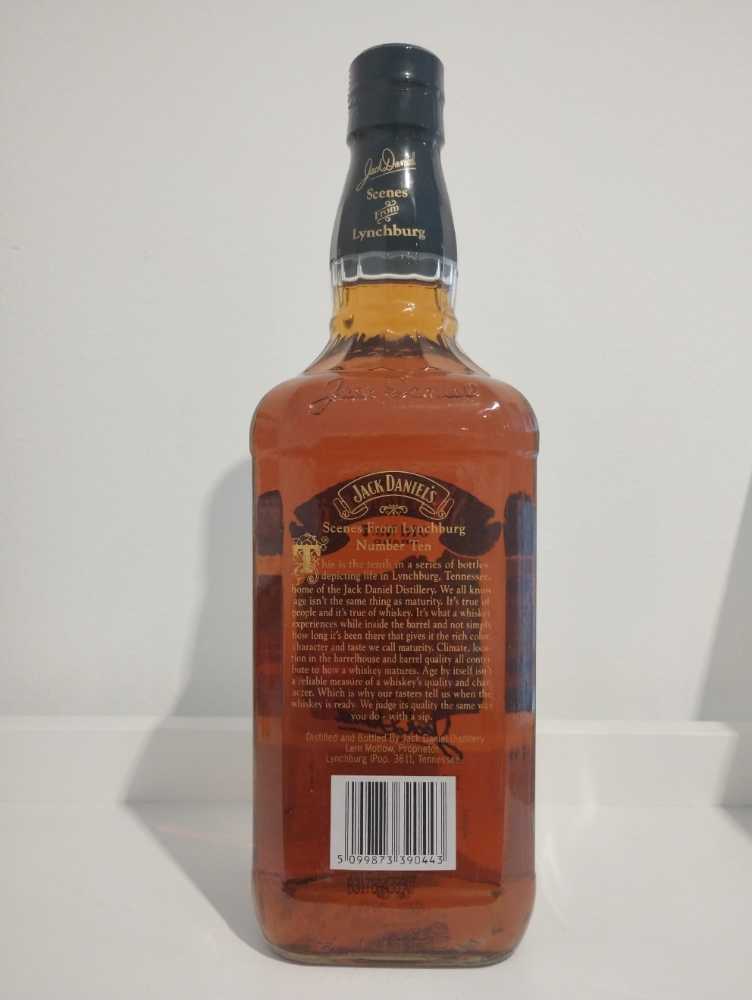 Jack Daniel
Scenes
From
Lynchburg
Jack Daniel
JACK DANIEL'S
Scenes From Lynchburg
Number Ten
This is the tenth in a series of bottles
depicting life in Lynchburg, Tennessee,
home of the Jack Daniel Distillery. We all know
age isn't the same thing as maturity. It's true of
people and it's true of whiskey. It's what a whiskey
experiences while inside the barrel and not simply
how long it's been there that gives it the rich color,
character and taste we call maturity. Climate, loca-
tion in the barrelhouse and barrel quality all contri-
bute to how a whiskey matures. Age by itself isn't
a reliable measure of a whiskey's quality and char-
acter. Which is why our tasters tell us when the
whiskey is ready. We judge its quality the same way
you do - with a sip.
Distilled and Bottled By Jack Daniel Distillery
Lem Motlow, Proprietor
Lynchburg (Pop. 361), Tennessee
5 099873 390443